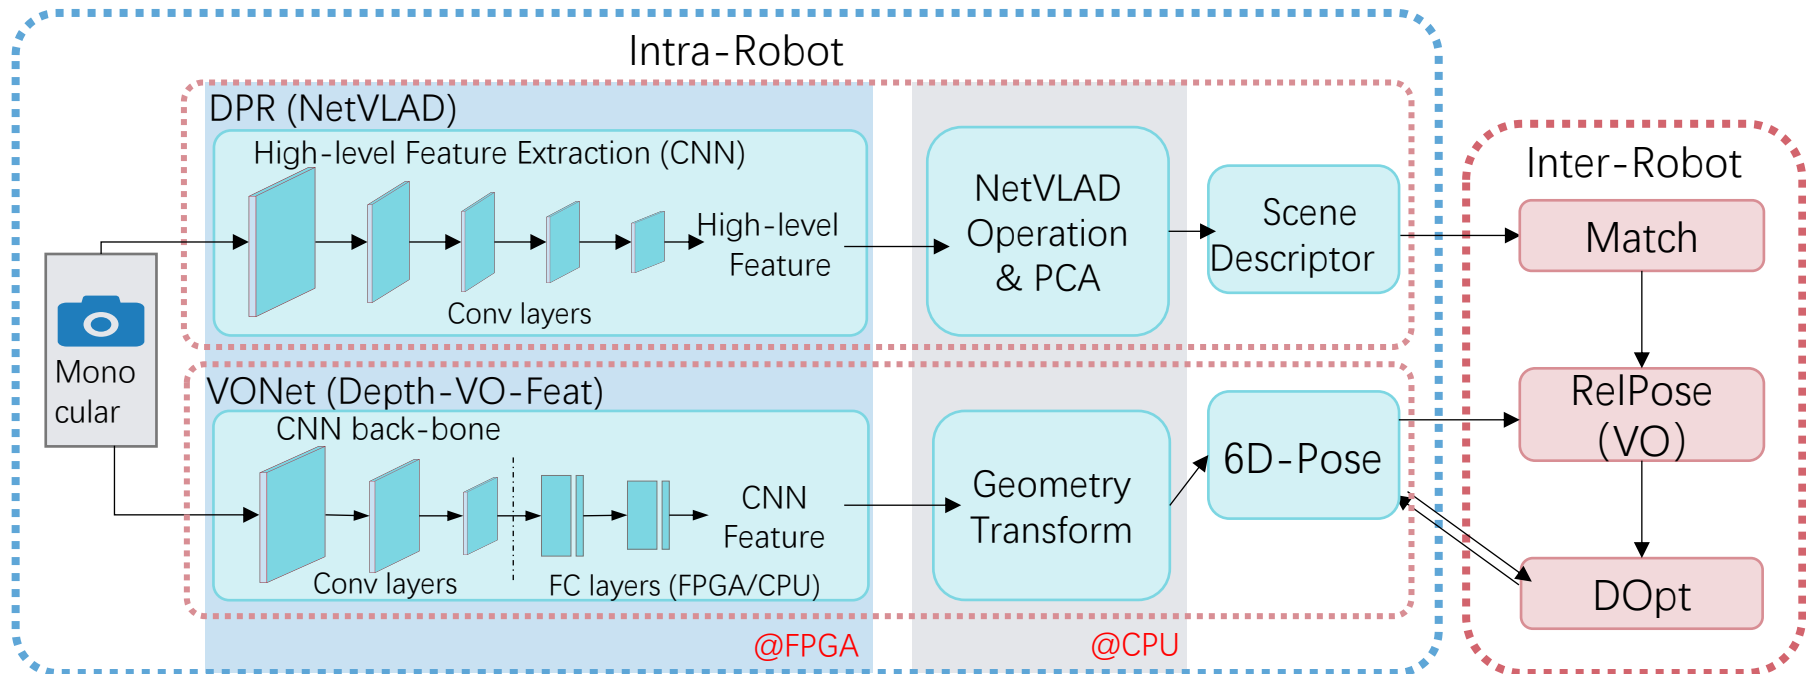 Intra-Robot
DPR (NetVLAD)
High-level Feature Extraction (CNN)
High-level
Feature
Conv layers
NetVLAD
Operation
& PCA
Scene
Descriptor
Mono
cular
VONet (Depth-VO-Feat)
CNN back-bone
CNN
Feature
Conv layers
FC layers (FPGA/CPU)
Geometry
Transform
6D-Pose
@FPGA
@CPU
Inter-Robot
Match
RelPose
(VO)
DOpt